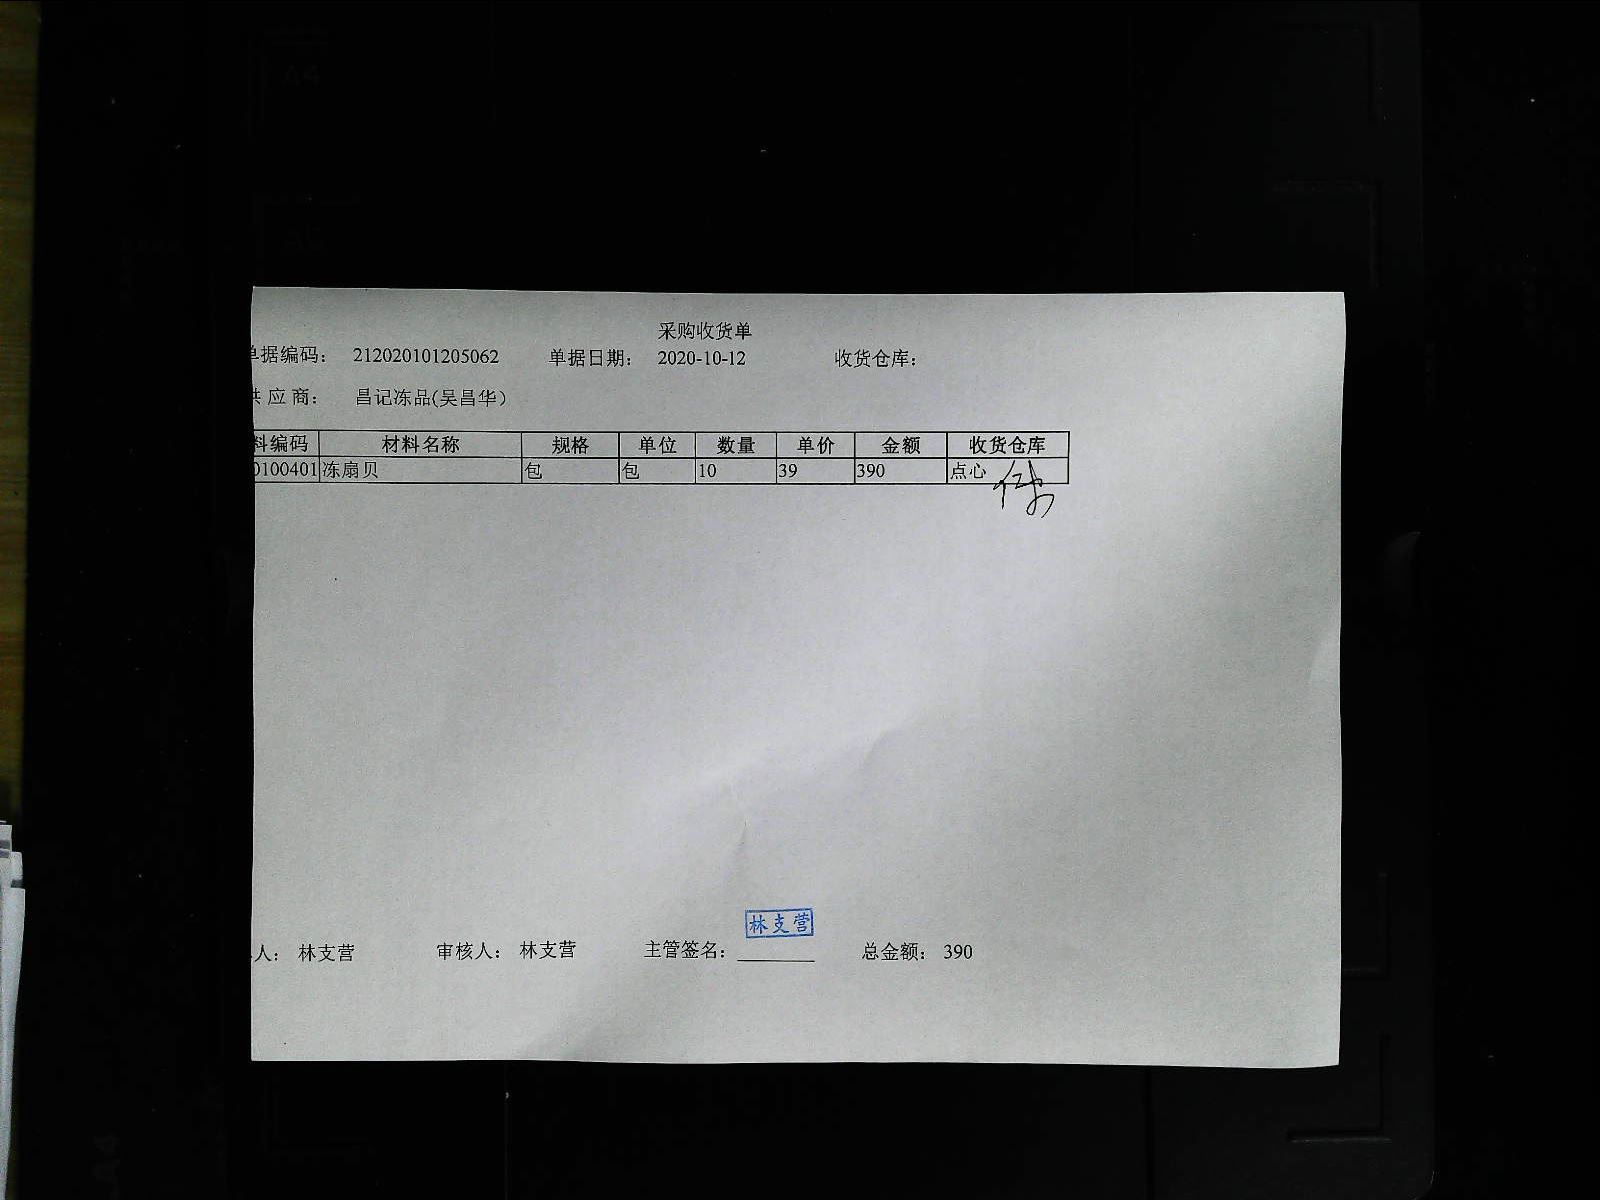 采购收货单
单据编码： 212020101205062 单据日期： 2020-10-12 收货仓库：
供 应 商： 昌记冻品(吴昌华）
料编码 材料名称 规格 单位 数量 单价 金额 收货仓库
0100401 冻扇贝 包 包 10 39 390 点心
林支营
人： 林支营 审核人： 林支营 主管签名： 总金额： 390